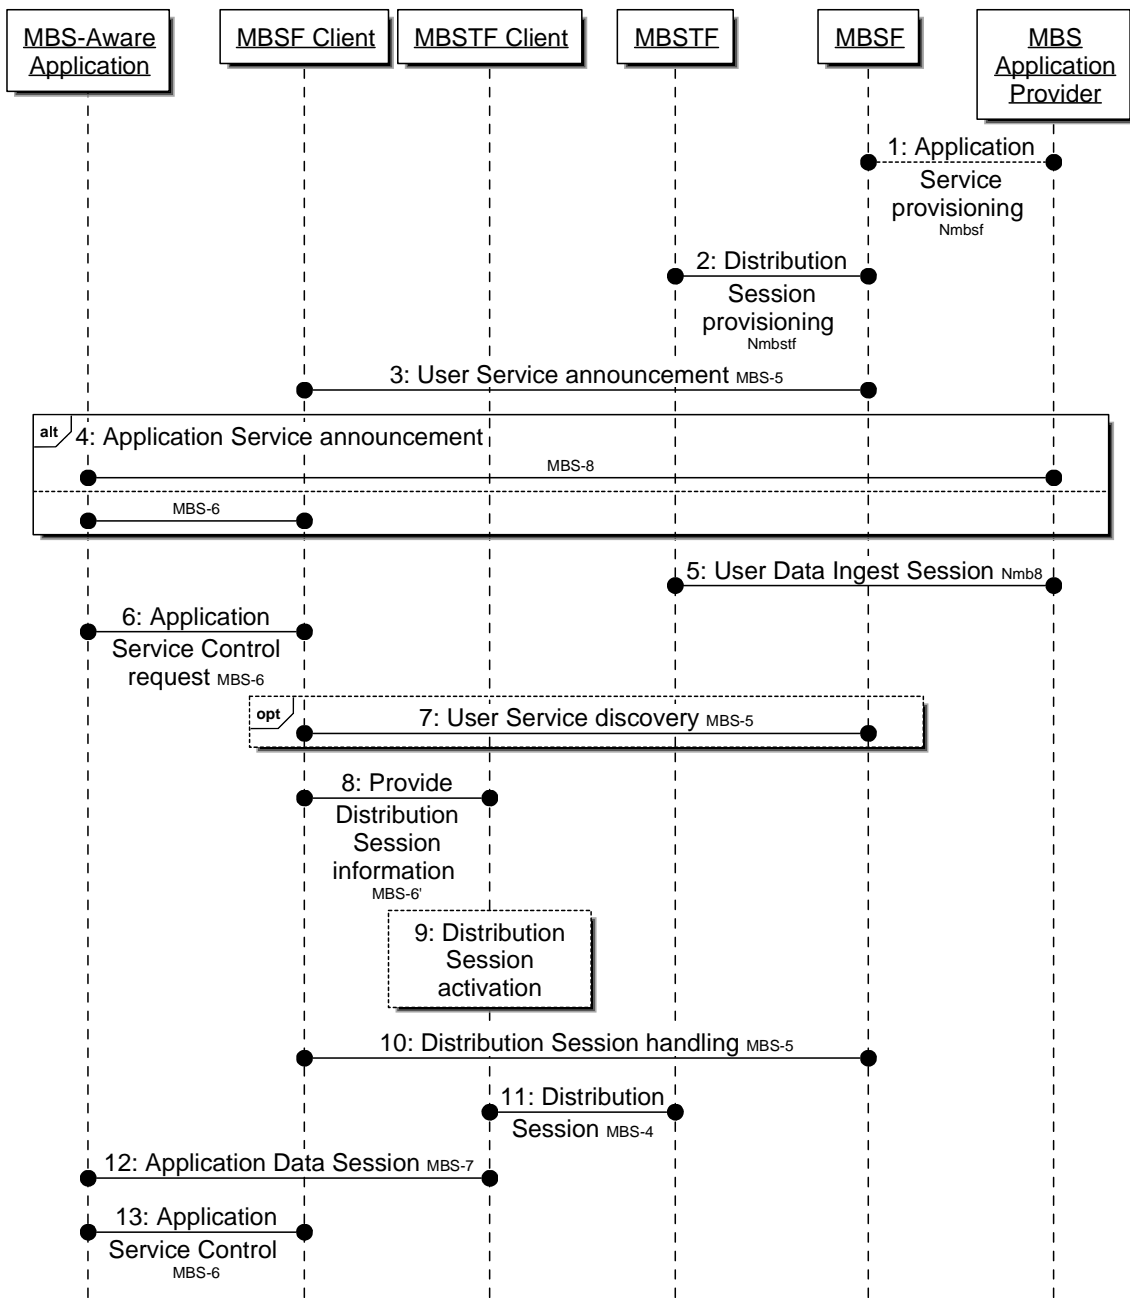 MBS-Aware
Application
MBSF Client
MBSTF Client
MBSTF
MBSF
MBS
Application
Provider
1: Application
Service
provisioning
Nmbsf
2: Distribution
Session
provisioning
Nmbstf
3: User Service announcement MBS-5
alt
4: Application Service announcement
MBS-8
MBS-6
5: User Data Ingest Session Nmb8
6: Application
Service Control
request MBS-6
opt
7: User Service discovery MBS-5
8: Provide
Distribution
Session
information
MBS-6'
9: Distribution
Session
activation
10: Distribution Session handling MBS-5
11: Distribution
Session MBS-4
12: Application Data Session MBS-7
13: Application
Service Control
MBS-6